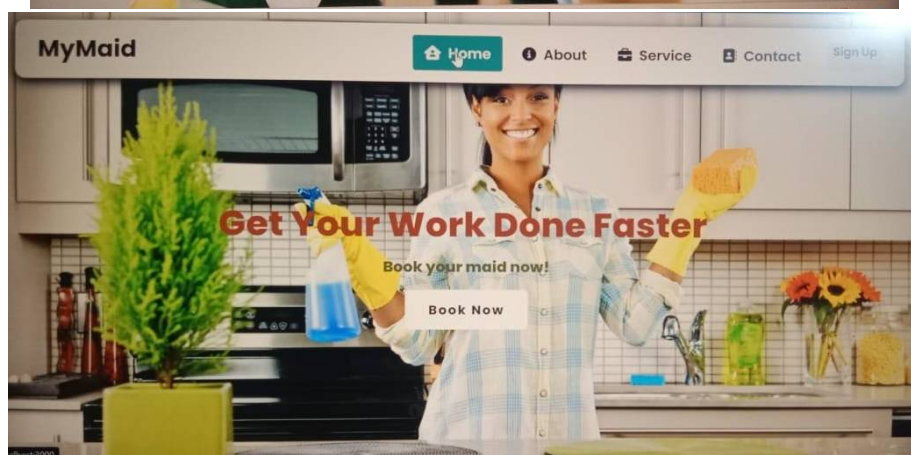 MyMaid
Home
About
Service
Contact
Sign Up
Get Your Work Done Faster
Book your maid now!
Book Now